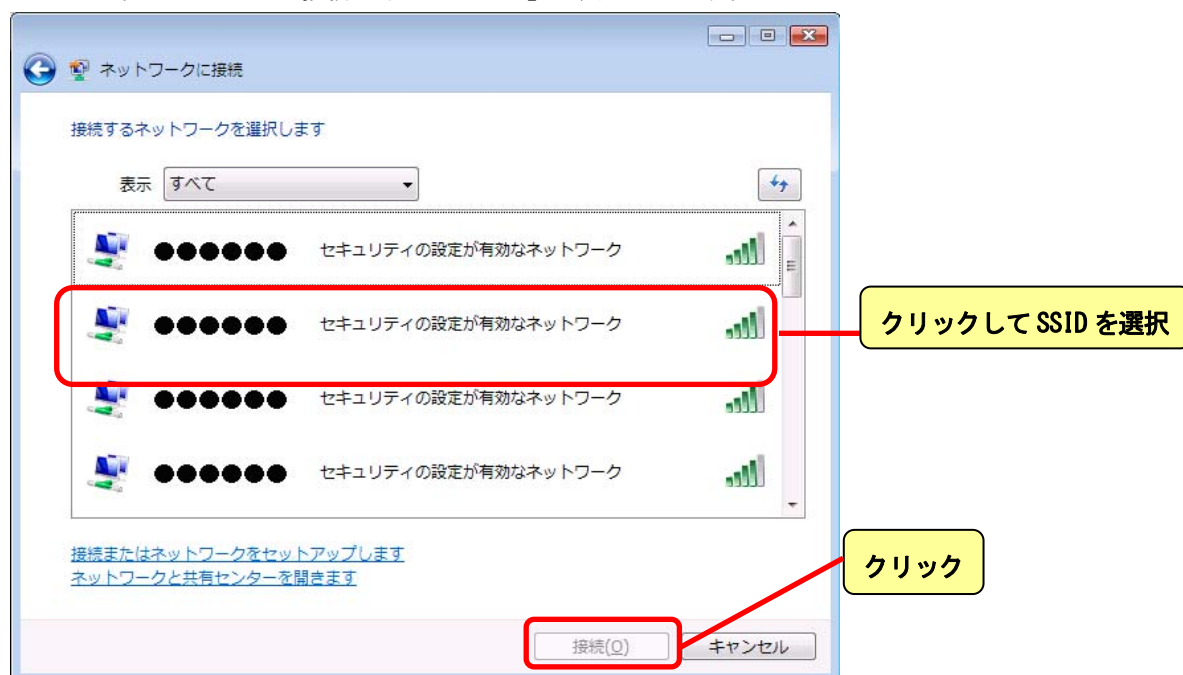 ネットワークに接続
接続するネットワークを選択します
表示 すべて
●●●●●● セキュリティの設定が有効なネットワーク
●●●●●● セキュリティの設定が有効なネットワーク
クリックして SSID を選択
●●●●●● セキュリティの設定が有効なネットワーク
●●●●●● セキュリティの設定が有効なネットワーク
接続またはネットワークをセットアップします
ネットワークと共有センターを開きます
クリック
接続(O) キャンセル